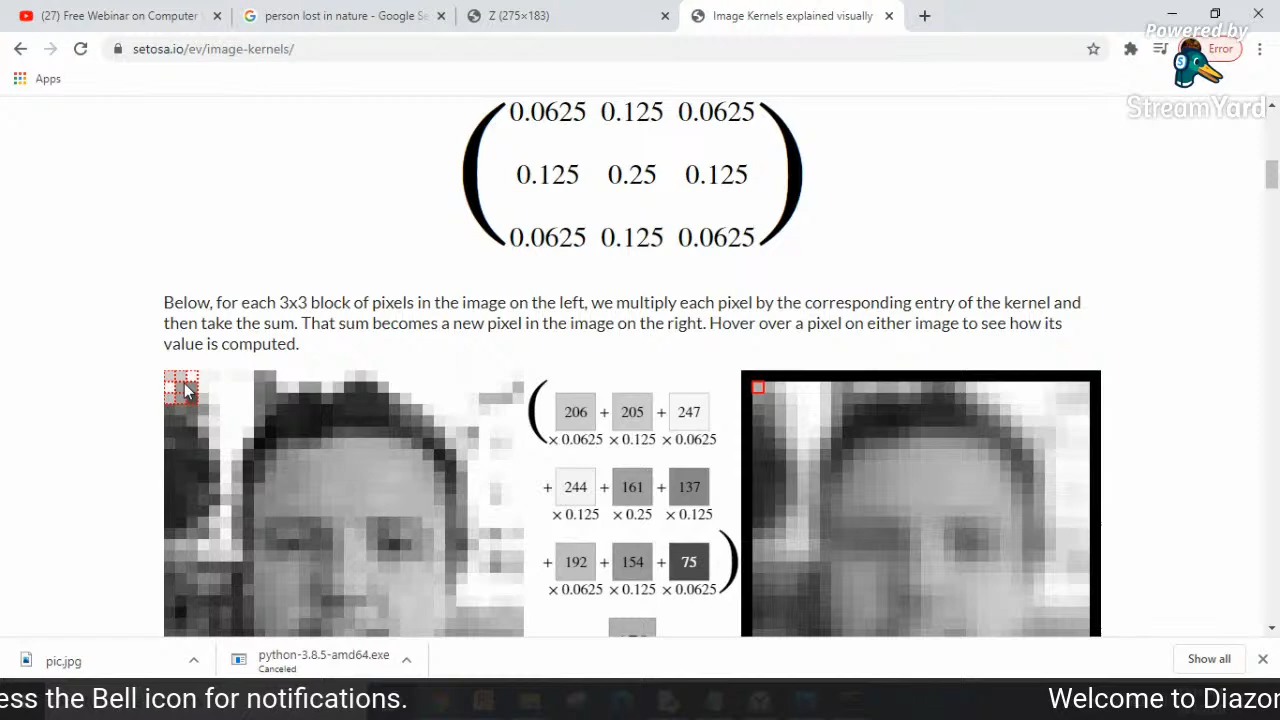 (27) Free Webinar on Computer
person lost in nature - Google Se
Z (275×183)
Image Kernels explained visually
Powered by
StreamYard
setosa.io/ev/image-kernels/
Error
Apps
0.0625 0.125 0.0625
0.125 0.25 0.125
0.0625 0.125 0.0625
Below, for each 3x3 block of pixels in the image on the left, we multiply each pixel by the corresponding entry of the kernel and
then take the sum. That sum becomes a new pixel in the image on the right. Hover over a pixel on either image to see how its
value is computed.
( 206 + 205 + 247
× 0.0625 × 0.125 × 0.0625
+ 244 + 161 + 137
× 0.125 × 0.25 × 0.125
+ 192 + 154 + 75 )
× 0.0625 × 0.125 × 0.0625
pic.jpg
python-3.8.5-amd64.exe
Canceled
Show all
ess the Bell icon for notifications.
Welcome to Diazo